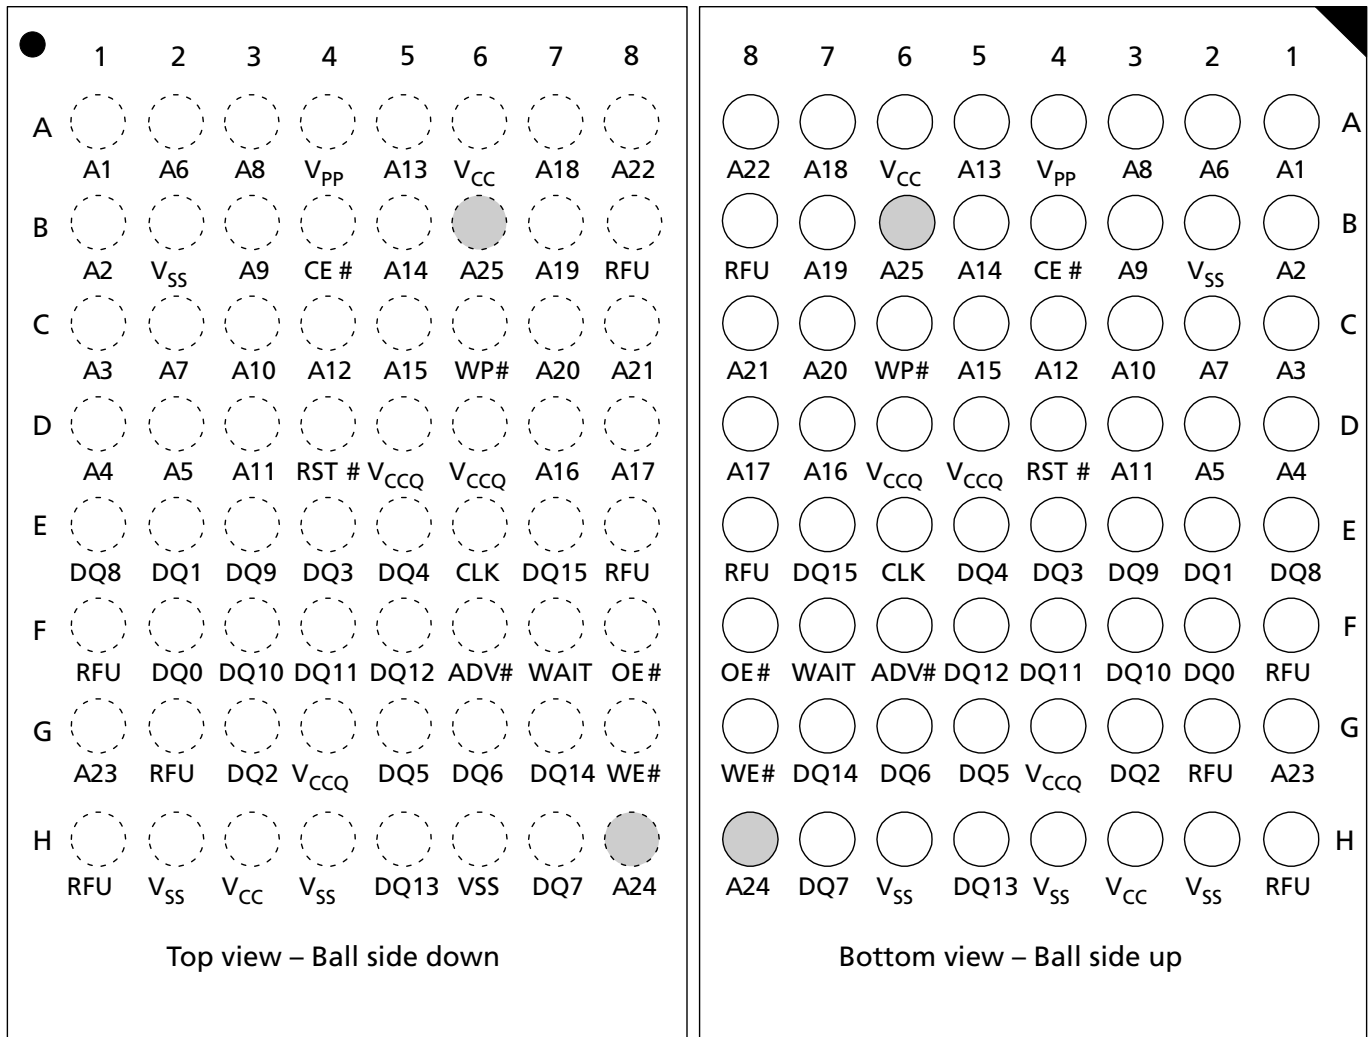 1 2 3 4 5 6 7 8
A
A1 A6 A8 VPP A13 VCC A18 A22
B
A2 VSS A9 CE # A14 A25 A19 RFU
C
A3 A7 A10 A12 A15 WP# A20 A21
D
A4 A5 A11 RST # VCCQ VCCQ A16 A17
E
DQ8 DQ1 DQ9 DQ3 DQ4 CLK DQ15 RFU
F
RFU DQ0 DQ10 DQ11 DQ12 ADV# WAIT OE#
G
A23 RFU DQ2 VCCQ DQ5 DQ6 DQ14 WE#
H
RFU VSS VCC VSS DQ13 VSS DQ7 A24
Top view – Ball side down
8 7 6 5 4 3 2 1
A
A22 A18 VCC A13 VPP A8 A6 A1
B
RFU A19 A25 A14 CE # A9 VSS A2
C
A21 A20 WP# A15 A12 A10 A7 A3
D
A17 A16 VCCQ VCCQ RST # A11 A5 A4
E
RFU DQ15 CLK DQ4 DQ3 DQ9 DQ1 DQ8
F
OE# WAIT ADV# DQ12 DQ11 DQ10 DQ0 RFU
G
WE# DQ14 DQ6 DQ5 VCCQ DQ2 RFU A23
H
A24 DQ7 VSS DQ13 VSS VCC VSS RFU
Bottom view – Ball side up